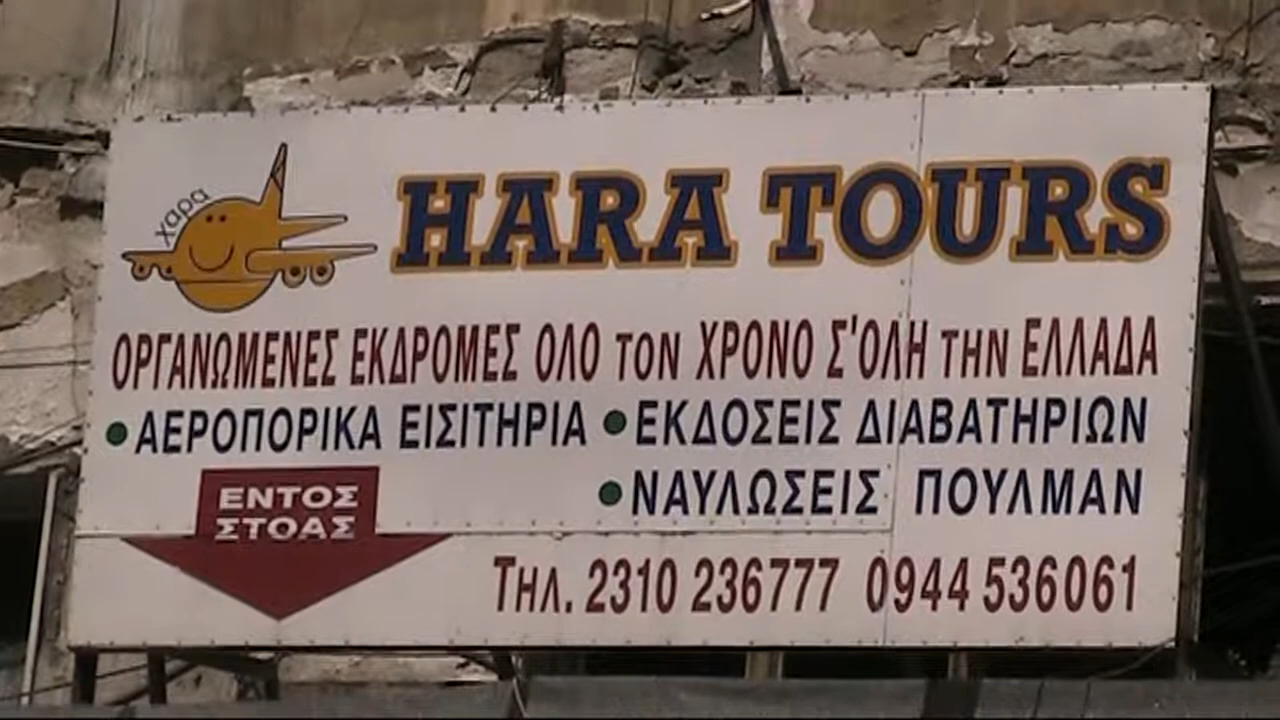 χαρα
HARA TOURS
ΟΡΓΑΝΩΜΕΝΕΣ ΕΚΔΡΟΜΕΣ ΟΛΟ τον ΧΡΟΝΟ Σ'ΟΛΗ την ΕΛΛΑΔΑ
• ΑΕΡΟΠΟΡΙΚΑ ΕΙΣΙΤΗΡΙΑ • ΕΚΔΟΣΕΙΣ ΔΙΑΒΑΤΗΡΙΩΝ
• ΝΑΥΛΩΣΕΙΣ ΠΟΥΛΜΑΝ
ΕΝΤΟΣ
ΣΤΟΑΣ
Τηλ. 2310 236777 0944 536061